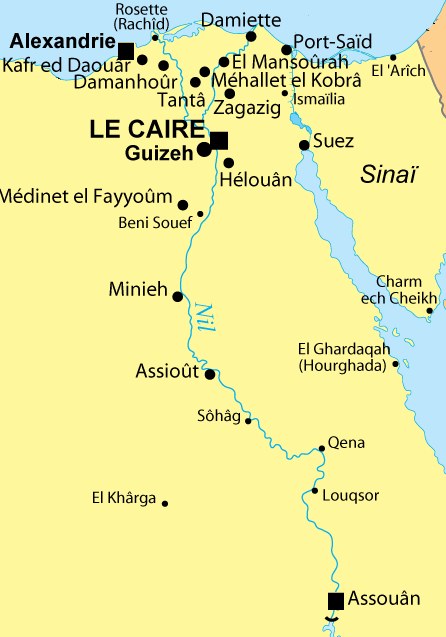 Rosette
(Rachîd)
Damiette
Alexandrie
Port-Saïd
El Mansoûrah
Kafr ed Daouâr
El 'Arîch
Méhallet el Kobrâ
Damanhoûr
Ismaïlia
Tantâ
Zagazig
LE CAIRE
Suez
Guizeh
Sinaï
Hélouân
Médinet el Fayyoûm
Beni Souef
Charm
ech Cheikh
Minieh
Nil
El Ghardaqah
(Hourghada)
Assioût
Sôhâg
Qena
El Khârga
Louqsor
Assouân